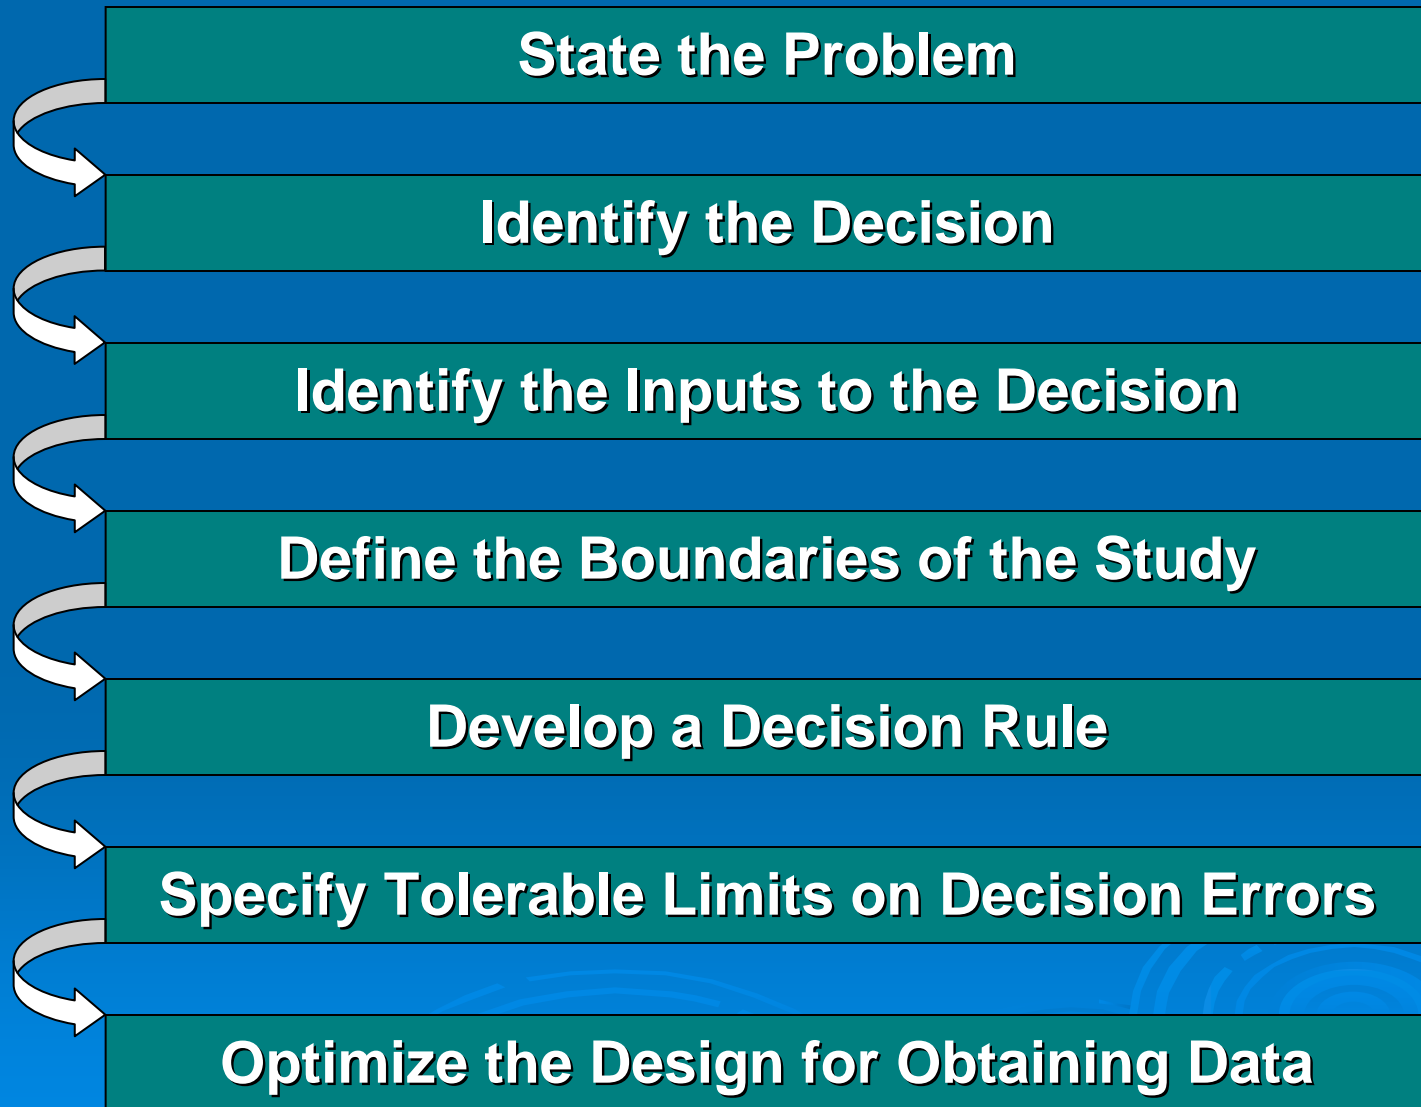 State the Problem
Identify the Decision
Identify the Inputs to the Decision
Define the Boundaries of the Study
Develop a Decision Rule
Specify Tolerable Limits on Decision Errors
Optimize the Design for Obtaining Data